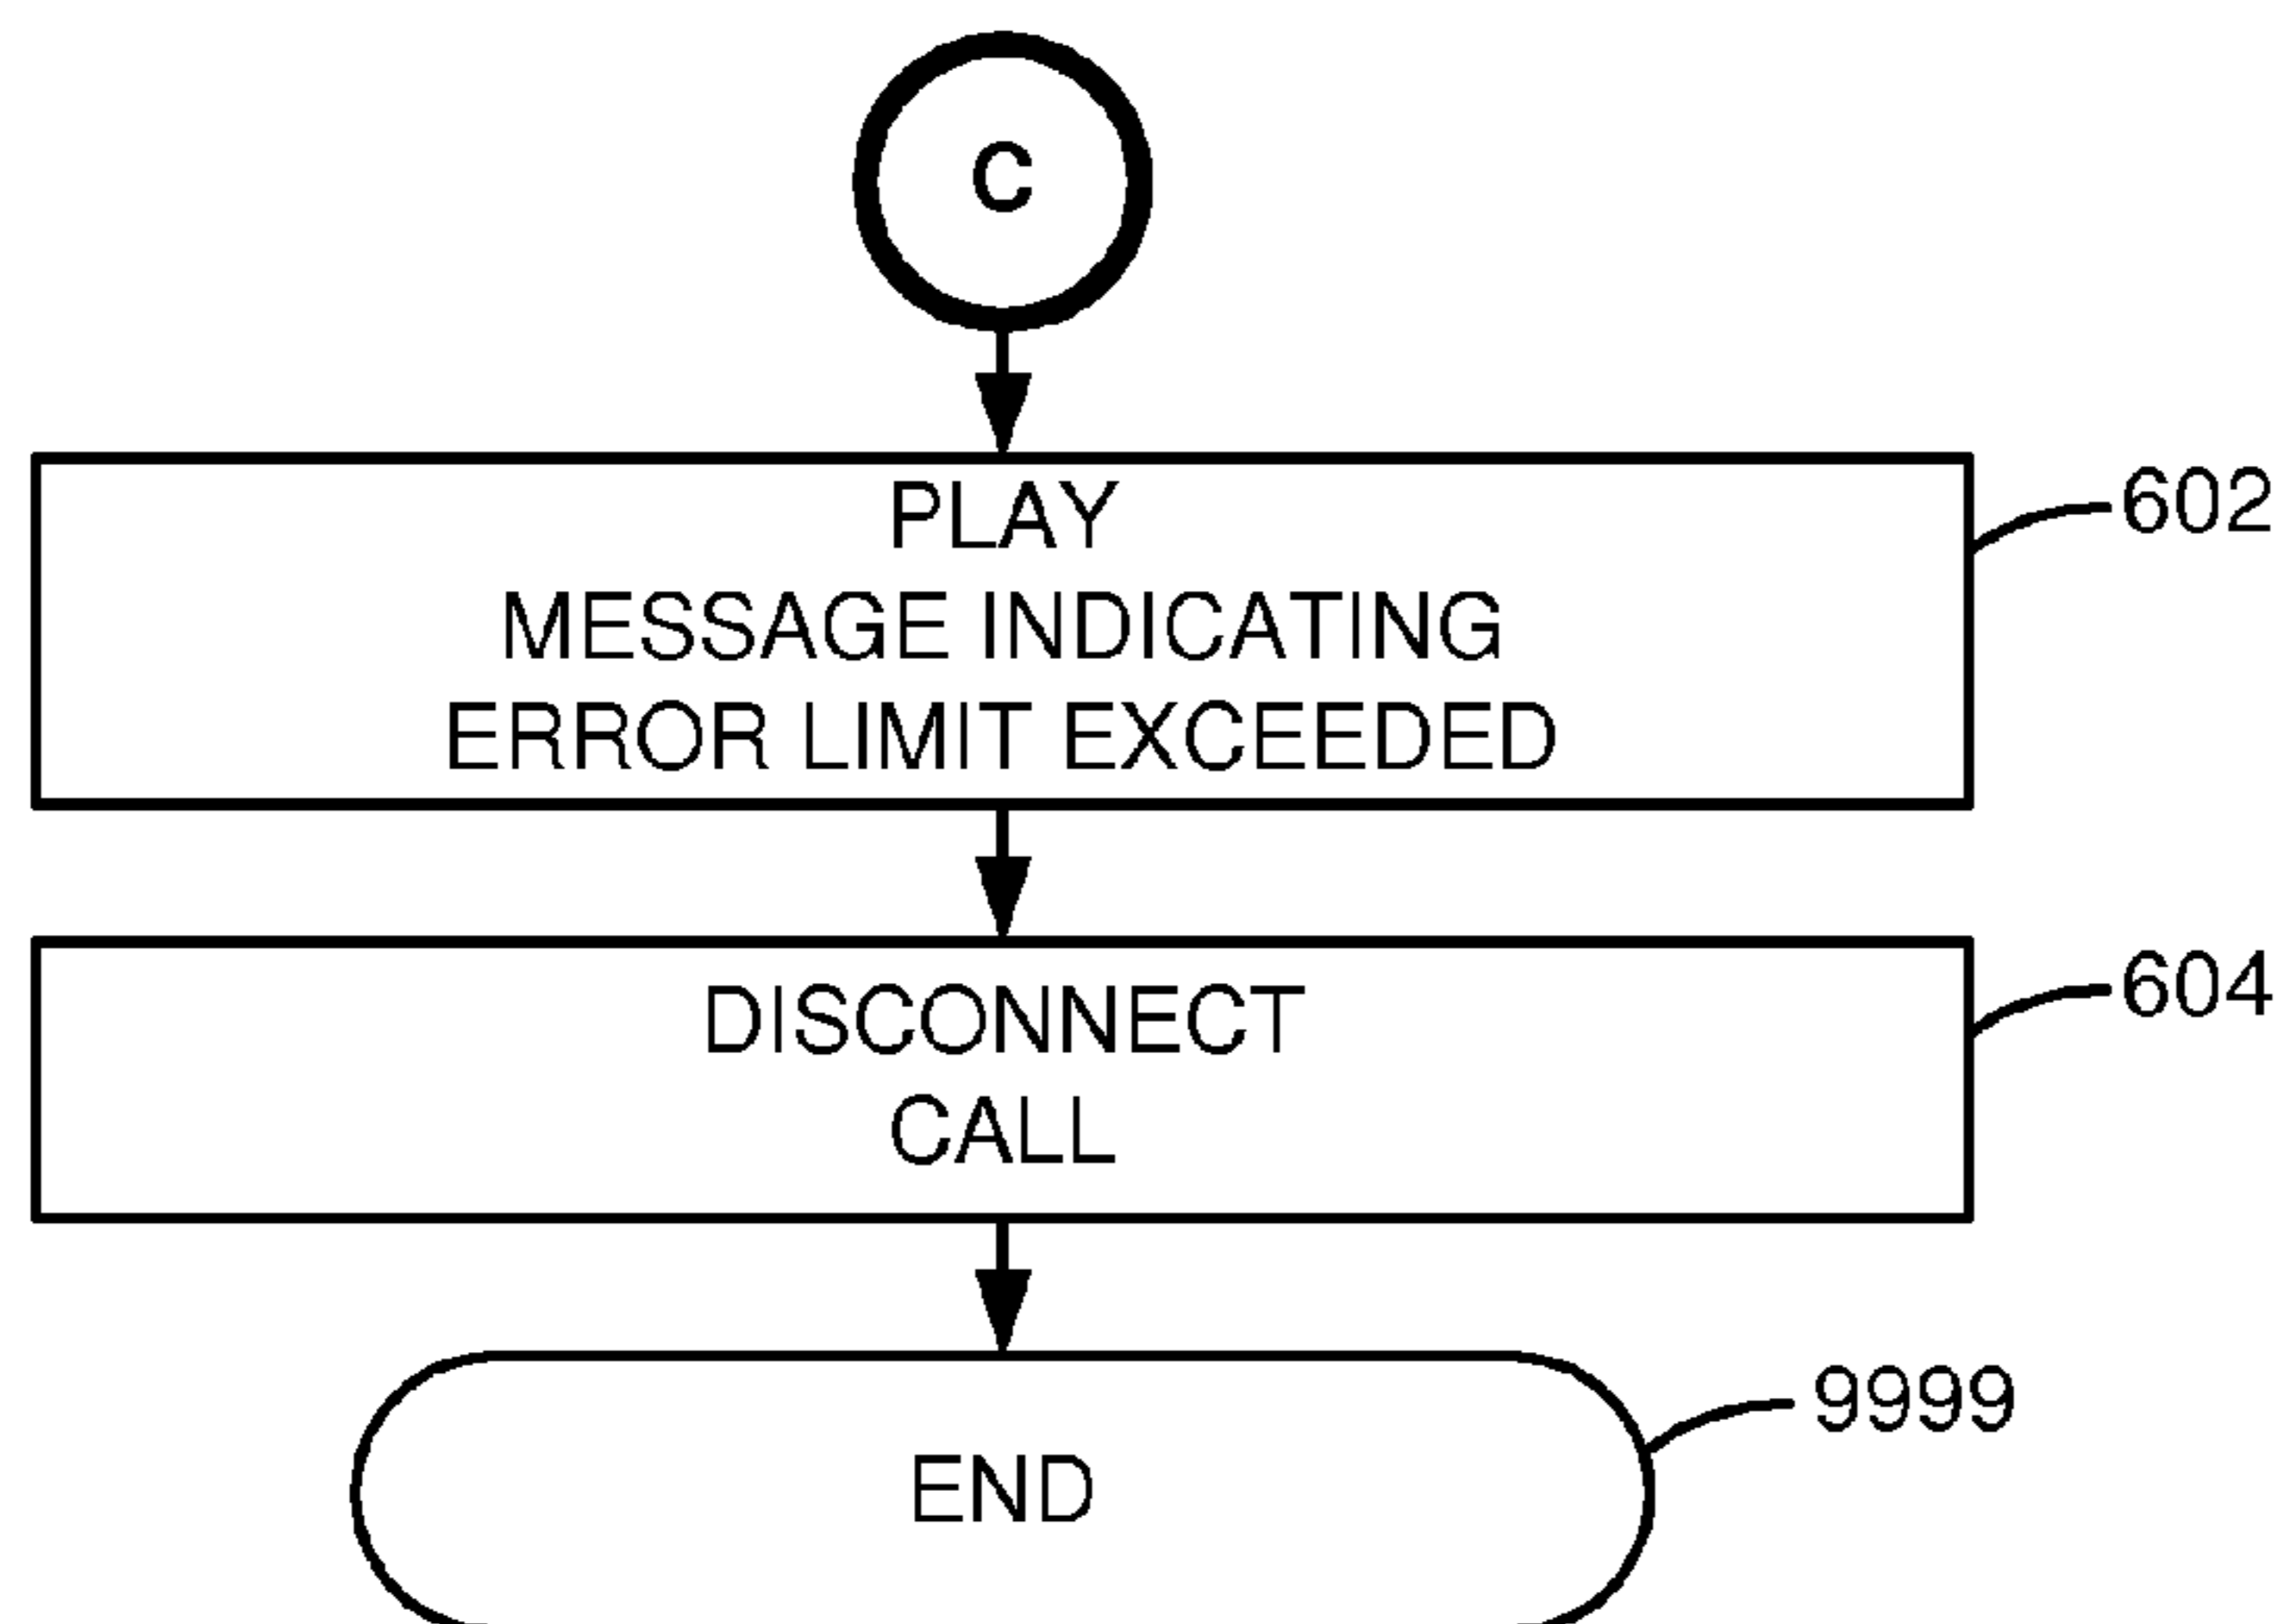 C
PLAY
MESSAGE INDICATING
ERROR LIMIT EXCEEDED
602
DISCONNECT
CALL
604
END
9999